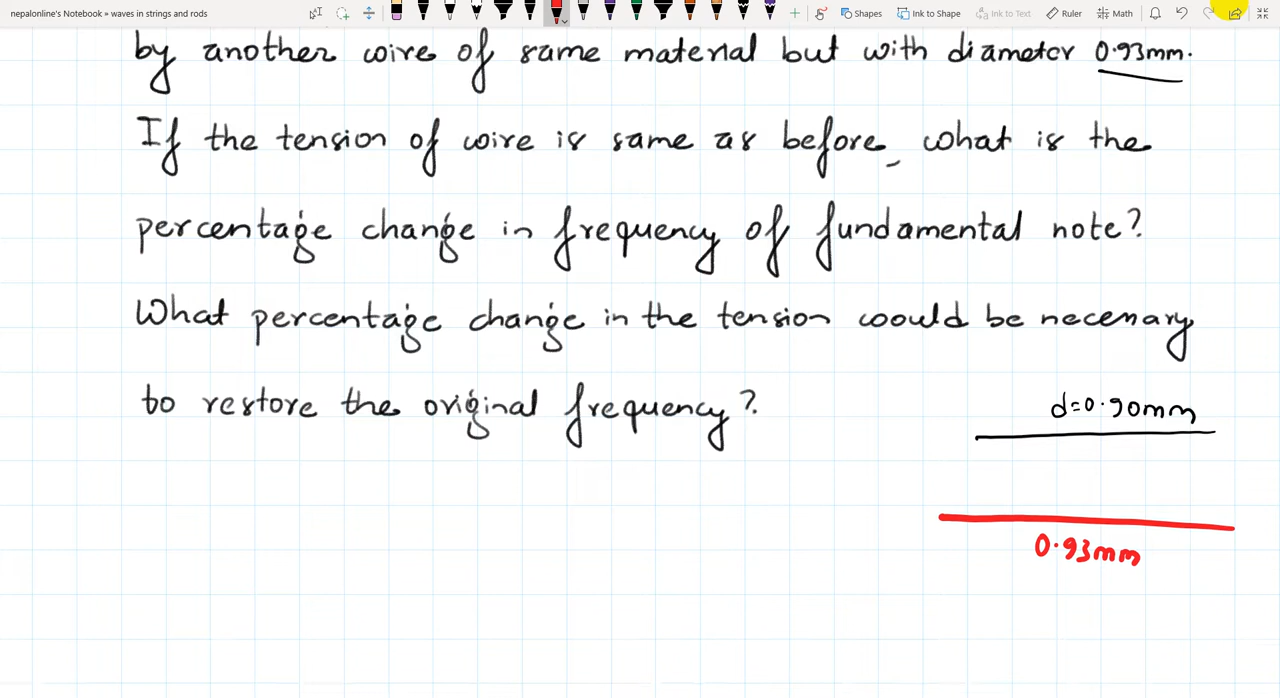 nepalonline's Notebook » waves in strings and rods
Shapes Ink to Shape Ink to Text Ruler Math
by another wire of same material but with diameter 0.93mm.
If the tension of wire is same as before, what is the
percentage change in frequency of fundamental note?
What percentage change in the tension would be necessary
to restore the original frequency?
d=0.90mm
0.93mm